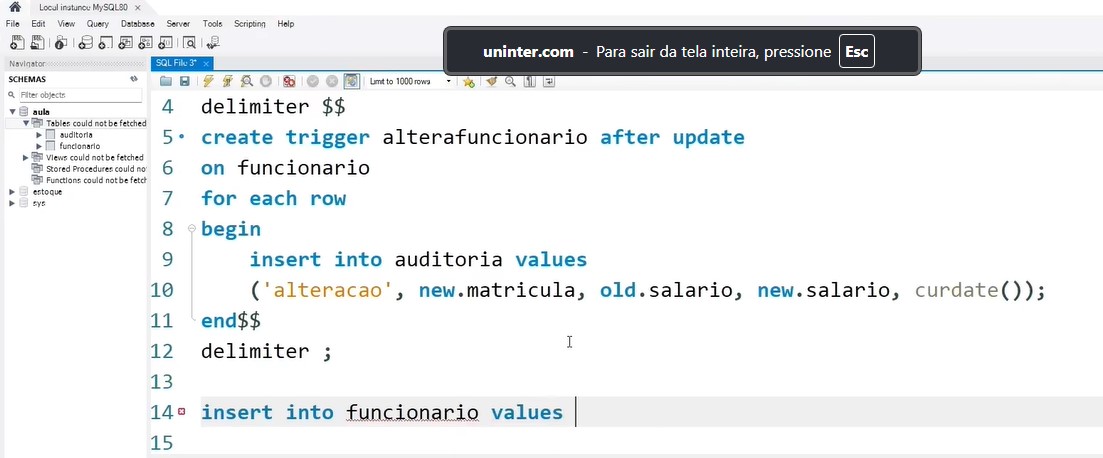 Local instance MySQL80 ×
File Edit View Query Database Server Tools Scripting Help
uninter.com - Para sair da tela inteira, pressione Esc
Navigator
SQL File 3* ×
SCHEMAS
Limit to 1000 rows
Filter objects
aula
Tables could not be fetched
auditoria
funcionario
Views could not be fetched
Stored Procedures could not
Functions could not be fetch
estoque
sys
4 delimiter $$
5 create trigger alterafuncionario after update
6 on funcionario
7 for each row
8 begin
9 insert into auditoria values
10 ('alteracao', new.matricula, old.salario, new.salario, curdate());
11 end$$
12 delimiter ;
13
14 insert into funcionario values
15